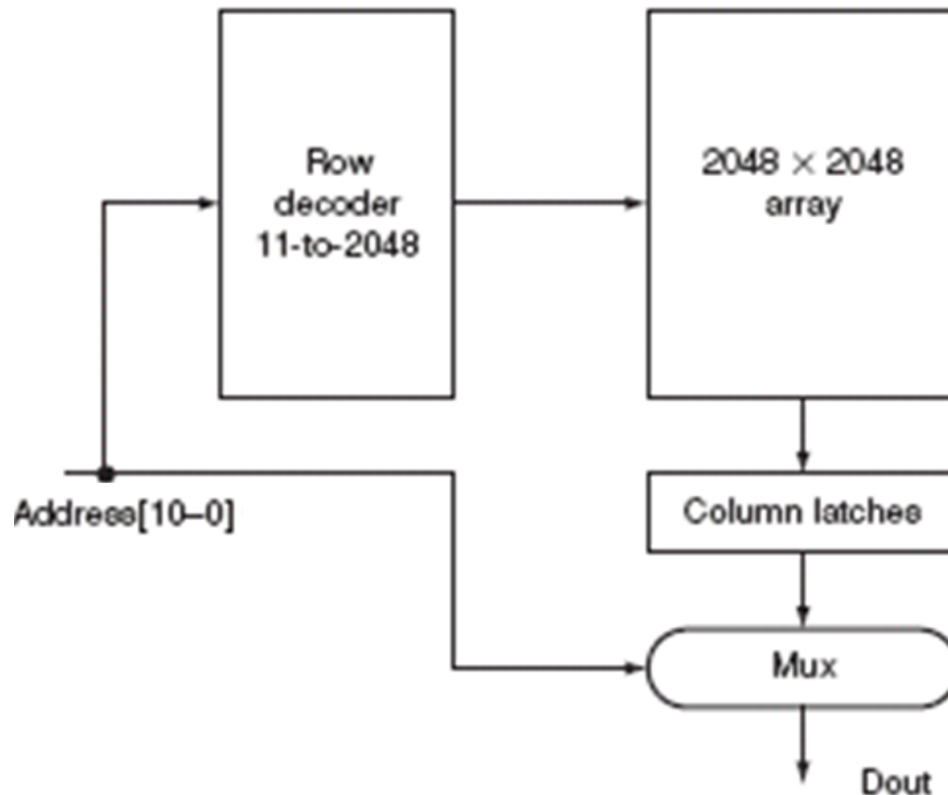 Row
decoder
11-to-2048
2048 × 2048
array
Address[10–0]
Column latches
Mux
Dout